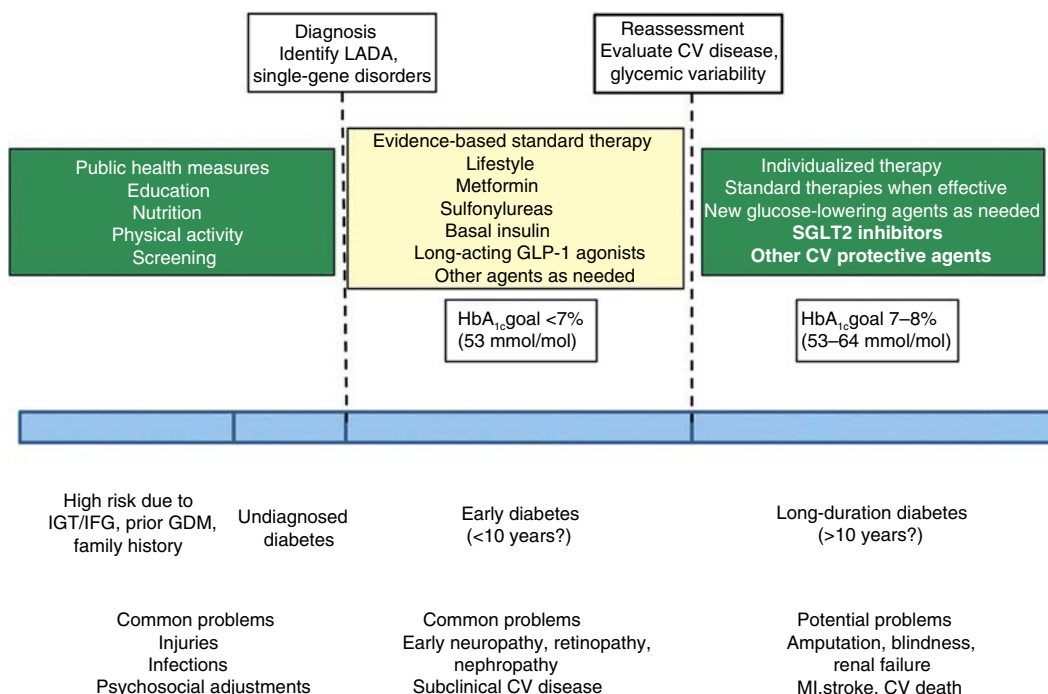 Diagnosis
Identify LADA,
single-gene disorders
Reassessment
Evaluate CV disease,
glycemic variability
Public health measures
Education
Nutrition
Physical activity
Screening
Evidence-based standard therapy
Lifestyle
Metformin
Sulfonylureas
Basal insulin
Long-acting GLP-1 agonists
Other agents as needed
Individualized therapy
Standard therapies when effective
New glucose-lowering agents as needed
SGLT2 inhibitors
Other CV protective agents
HbA1c goal <7%
(53 mmol/mol)
HbA1c goal 7–8%
(53–64 mmol/mol)
High risk due to
IGT/IFG, prior GDM,
family history
Undiagnosed
diabetes
Early diabetes
(<10 years?)
Long-duration diabetes
(>10 years?)
Common problems
Injuries
Infections
Psychosocial adjustments
Common problems
Early neuropathy, retinopathy,
nephropathy
Subclinical CV disease
Potential problems
Amputation, blindness,
renal failure
MI,stroke, CV death